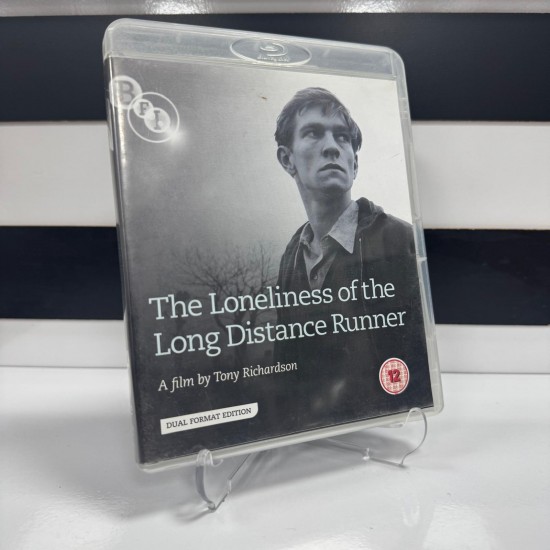 BFI
The Loneliness of the
Long Distance Runner
A film by Tony Richardson
12
DUAL FORMAT EDITION